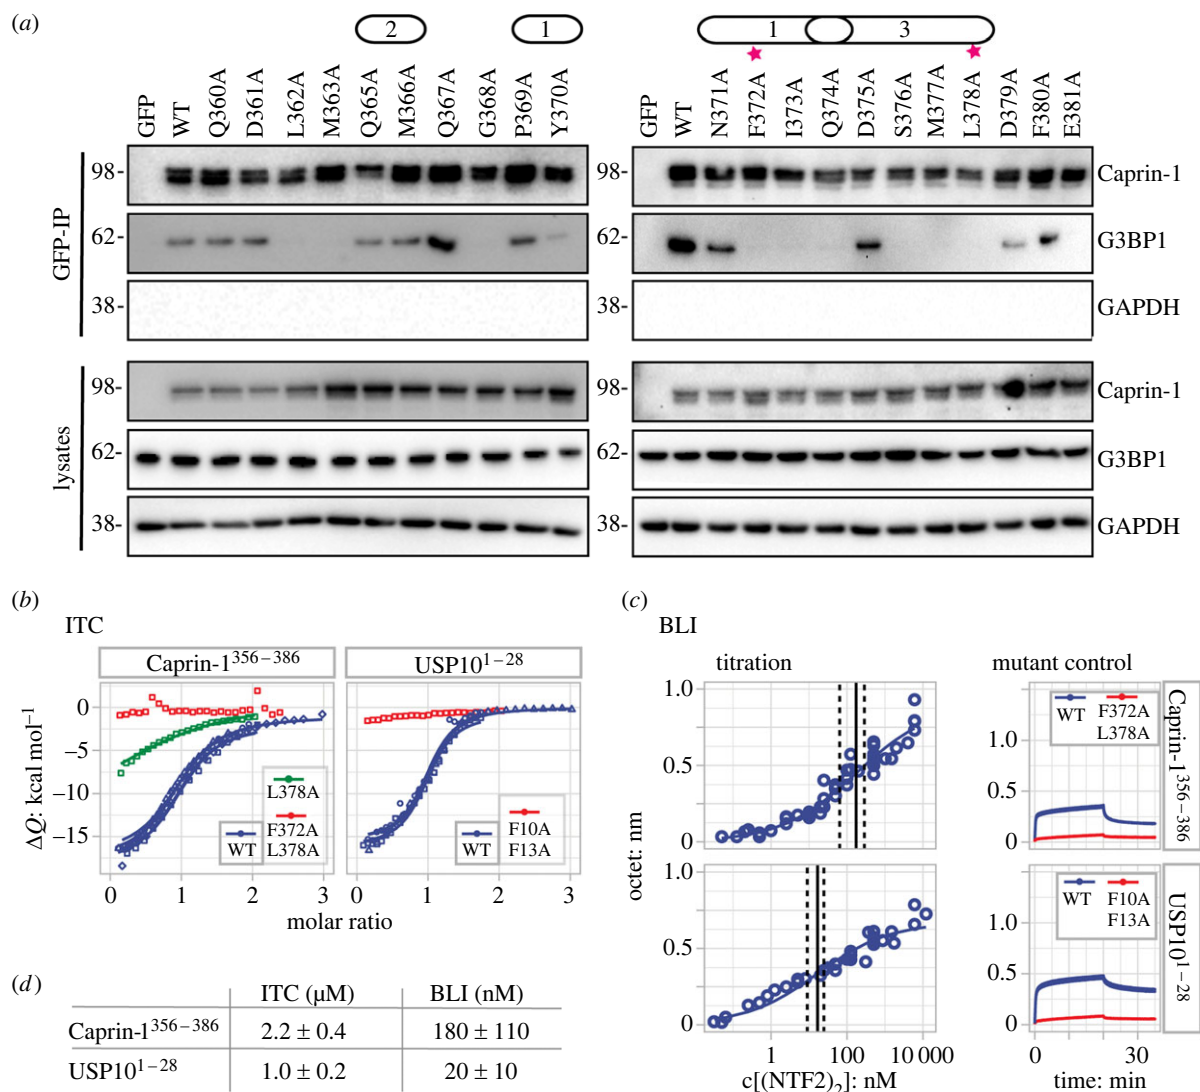 (a)
2
1
1
3
GFP
WT
Q360A
D361A
L362A
M363A
Q365A
M366A
Q367A
G368A
P369A
Y370A
GFP
WT
N371A
F372A
I373A
Q374A
D375A
S376A
M377A
L378A
D379A
F380A
E381A
GFP-IP
98-
98-
Caprin-1
62-
62-
G3BP1
38-
38-
GAPDH
lysates
98-
98-
Caprin-1
62-
62-
G3BP1
38-
38-
GAPDH
(b)
ITC
Caprin-1356–386
USP101–28
ΔQ: kcal mol–1
0
–5
–10
–15
L378A
WT
F372A
L378A
WT
F10A
F13A
0 1 2 3
0 1 2 3
molar ratio
(c)
BLI
titration
mutant control
octet: nm
1.0
0.5
0
1.0
0.5
0
1 100 10 000
c[(NTF2)2]: nM
WT
F372A
L378A
1.0
0.5
0
Caprin-1356–386
WT
F10A
F13A
1.0
0.5
0
USP101–28
0 20
time: min
(d)
ITC (μM) BLI (nM)
Caprin-1356–386 2.2 ± 0.4 180 ± 110
USP101–28 1.0 ± 0.2 20 ± 10